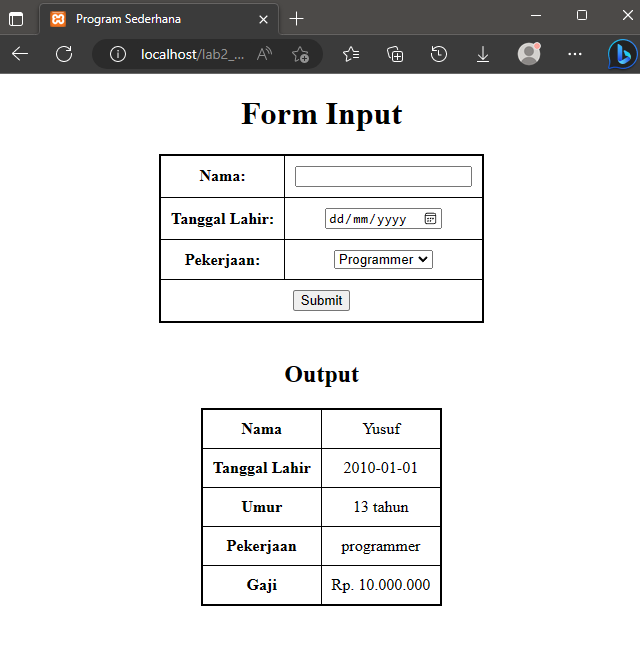 Program Sederhana
localhost/lab2_...
Form Input
Nama:
Tanggal Lahir: dd/mm/yyyy
Pekerjaan: Programmer
Submit
Output
Nama Yusuf
Tanggal Lahir 2010-01-01
Umur 13 tahun
Pekerjaan programmer
Gaji Rp. 10.000.000